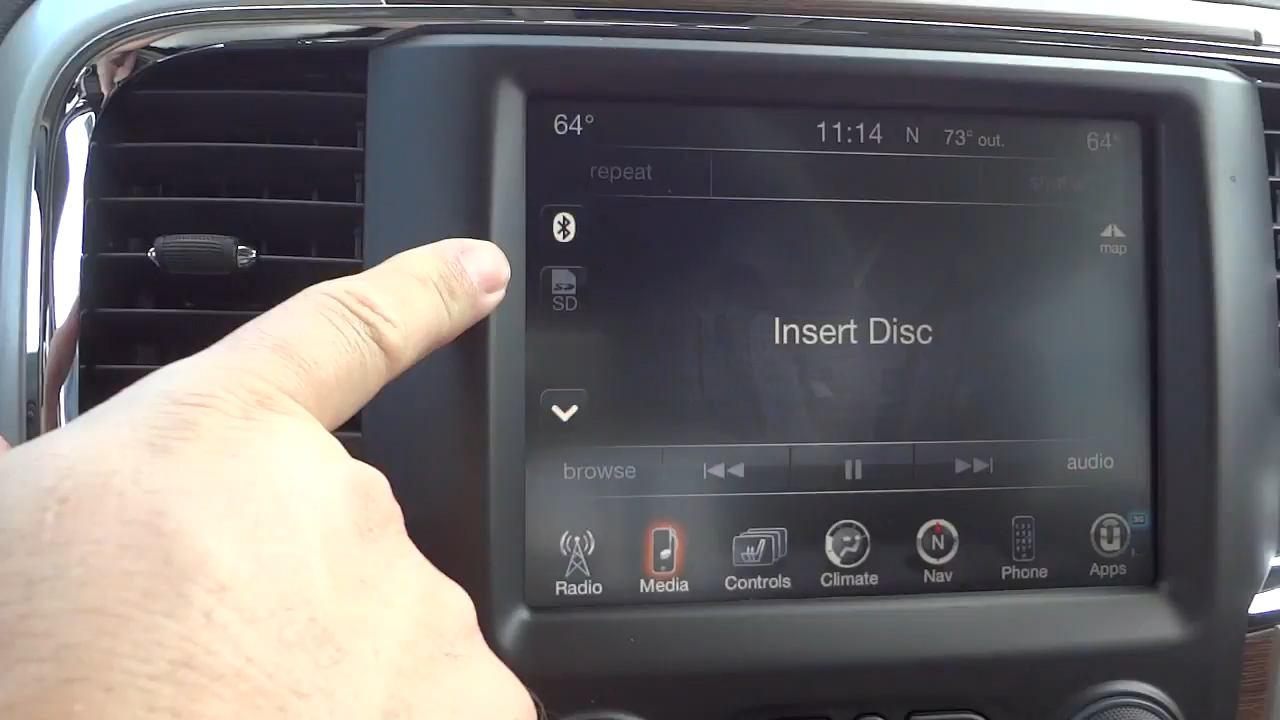 64° 11:14 N 73° out. 64°
repeat
map
SD
Insert Disc
browse audio
Radio Media Controls Climate N Nav Phone Apps